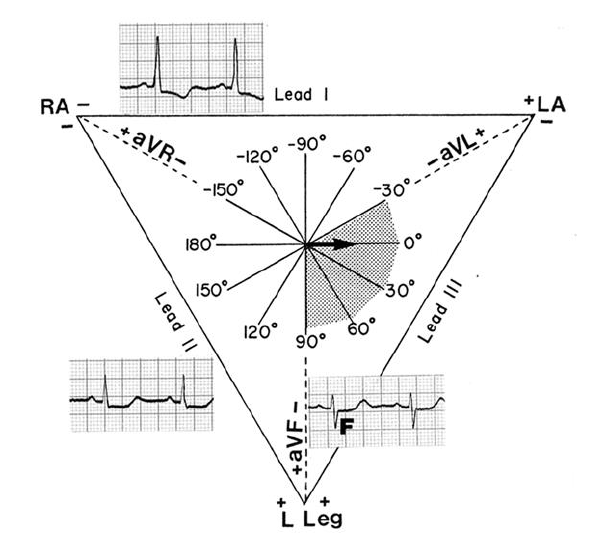 Lead I
RA −
+LA
−
−
+aVR−
−aVL+
-90°
-120°
-60°
-150°
-30°
180°
0°
150°
30°
120°
60°
90°
Lead II
Lead III
F
+aVF−
+ +
L Leg